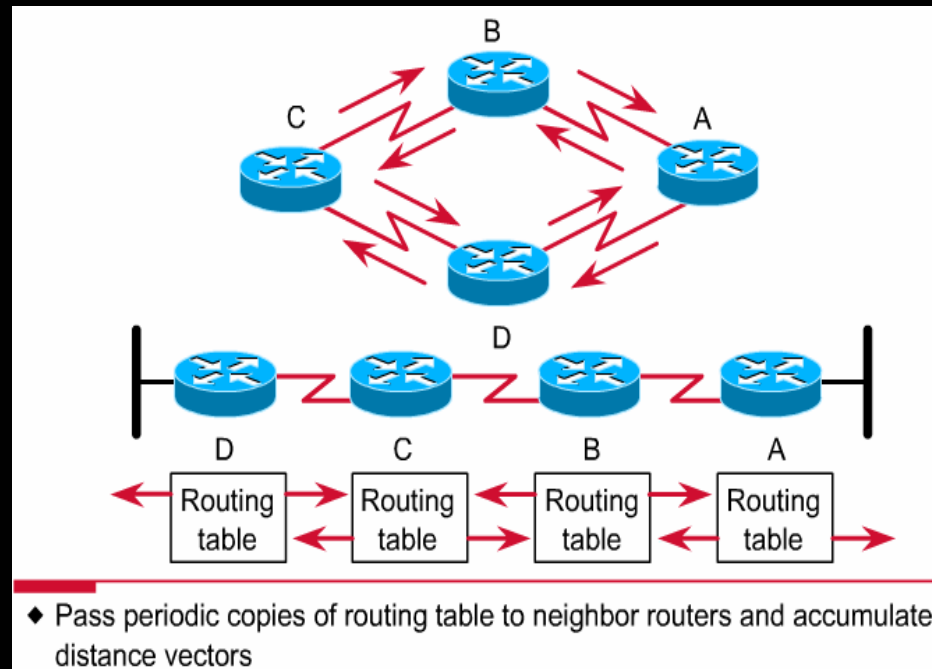 B
C
A
D
D C B A
Routing Routing Routing Routing
table table table table
◆ Pass periodic copies of routing table to neighbor routers and accumulate
distance vectors